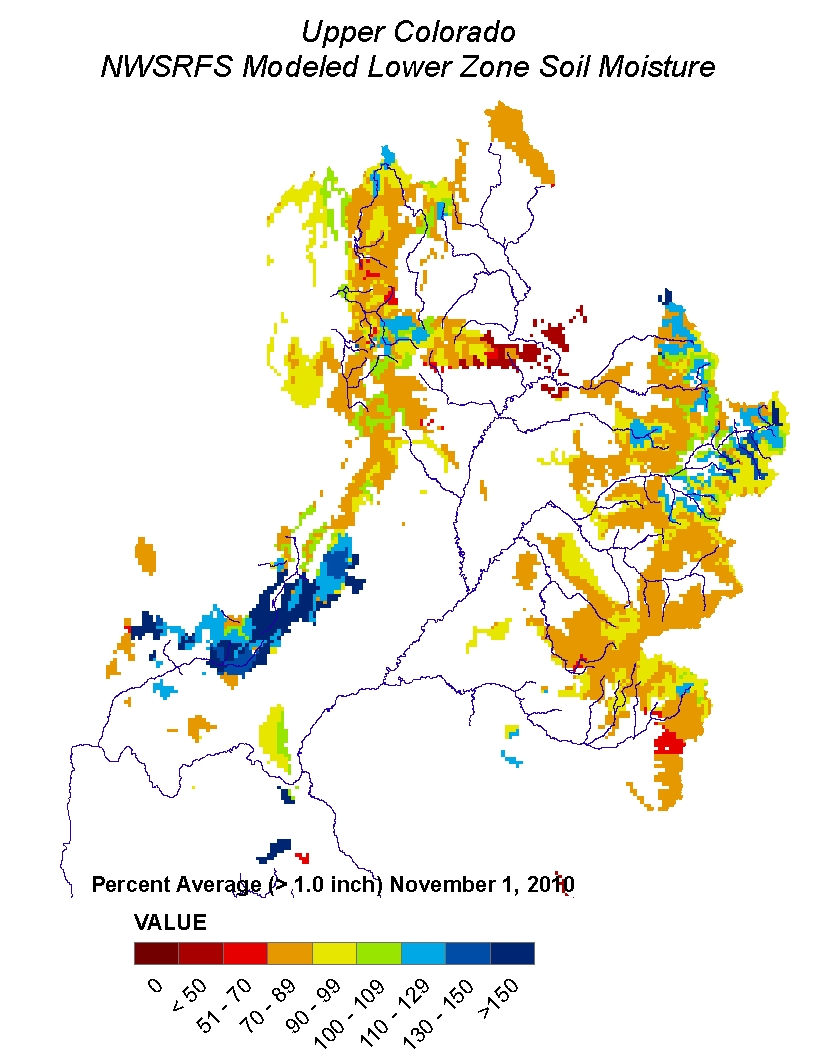 Upper Colorado
NWSRFS Modeled Lower Zone Soil Moisture
Percent Average (> 1.0 inch) November 1, 2010
VALUE
0
< 50
51 - 70
70 - 89
90 - 99
100 - 109
110 - 129
130 - 150
>150